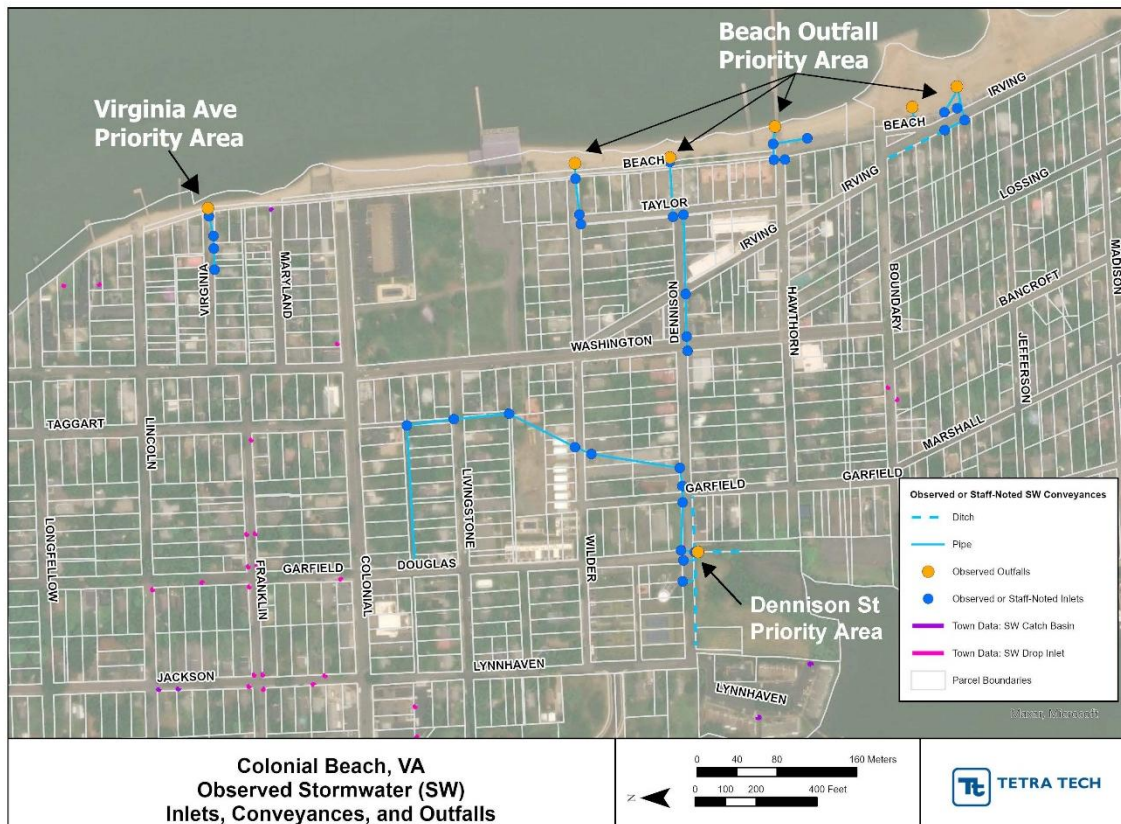 Beach Outfall
Priority Area
Virginia Ave
Priority Area
IRVING
BEACH
BEACH
IRVING
LOSSING
TAYLOR
IRVING
MADISON
VIRGINIA
MARYLAND
DENNISON
HAWTHORN
BOUNDARY
BANCROFT
JEFFERSON
WASHINGTON
TAGGART
LINCOLN
MARSHALL
LIVINGSTONE
GARFIELD
GARFIELD
LONGFELLOW
FRANKLIN
GARFIELD
COLONIAL
DOUGLAS
WILDER
Dennison St
Priority Area
JACKSON
LYNNHAVEN
LYNNHAVEN
Observed or Staff-Noted SW Conveyances
Ditch
Pipe
Observed Outfalls
Observed or Staff-Noted Inlets
Town Data: SW Catch Basin
Town Data: SW Drop Inlet
Parcel Boundaries
Maxar, Microsoft
Colonial Beach, VA
Observed Stormwater (SW)
Inlets, Conveyances, and Outfalls
N
0 40 80 160 Meters
0 100 200 400 Feet
Tt TETRA TECH